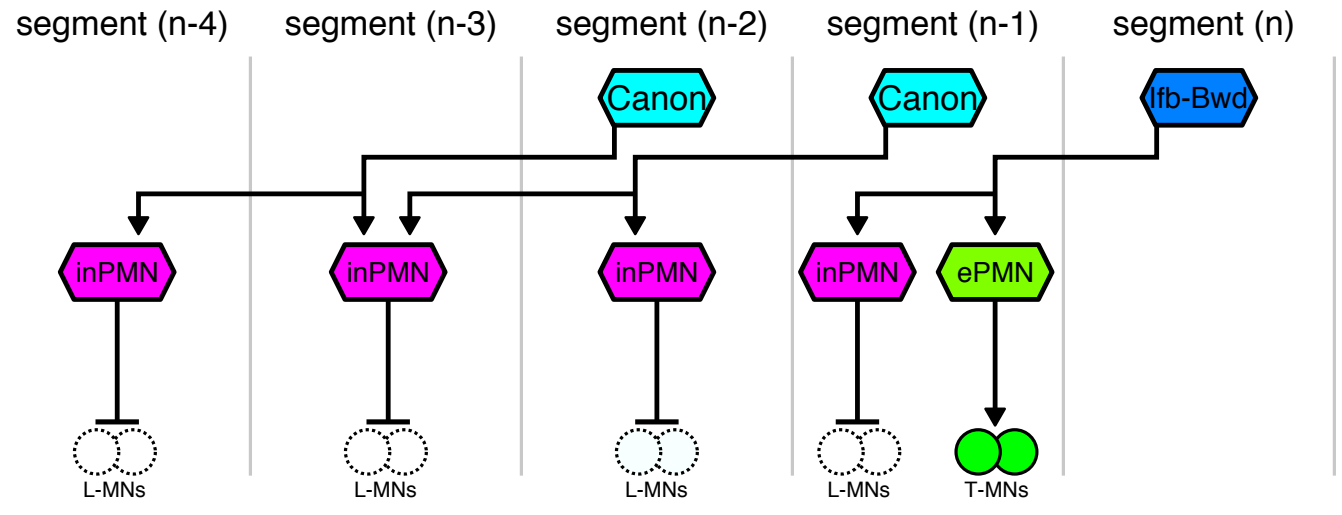 segment (n-4)
segment (n-3)
segment (n-2)
segment (n-1)
segment (n)
Canon
Canon
Ifb-Bwd
inPMN
inPMN
inPMN
inPMN
ePMN
L-MNs
L-MNs
L-MNs
L-MNs
T-MNs